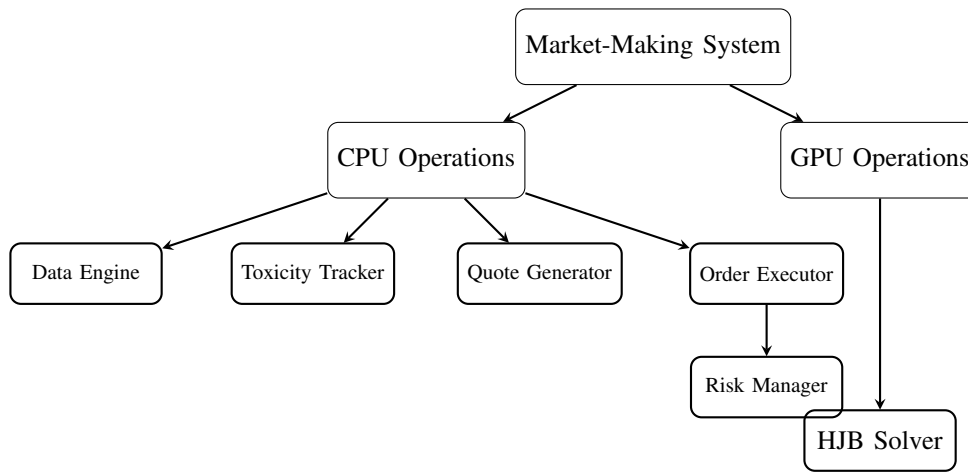 Market-Making System
CPU Operations
GPU Operations
Data Engine
Toxicity Tracker
Quote Generator
Order Executor
Risk Manager
HJB Solver